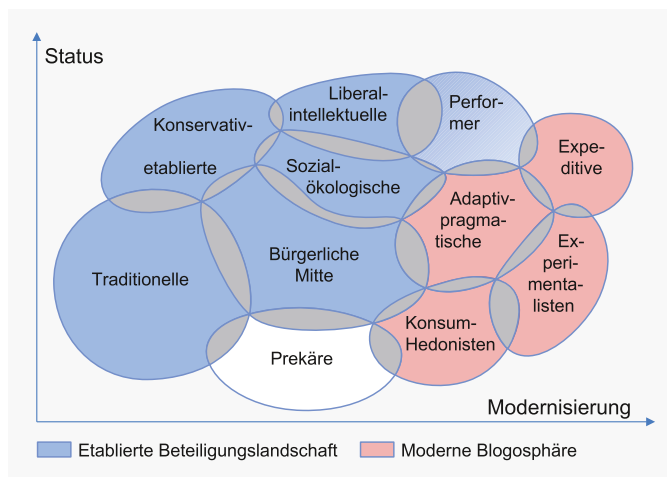 Status
Liberal-
intellektuelle
Perfor-
mer
Konservativ-
etablierte
Expe-
ditive
Sozial-
ökologische
Adaptiv-
pragma-
tische
Ex-
peri-
menta-
listen
Bürgerliche
Mitte
Traditionelle
Konsum-
Hedonisten
Prekäre
Modernisierung
Etablierte Beteiligungslandschaft
Moderne Blogosphäre